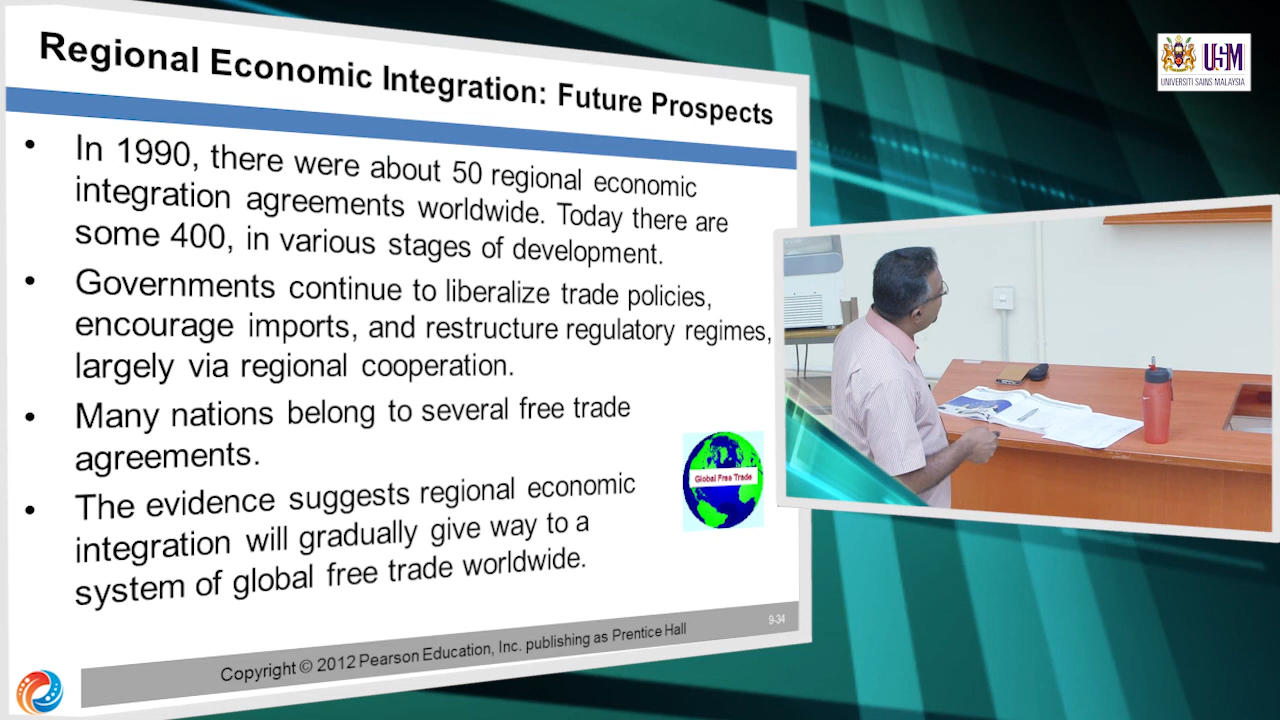 Regional Economic Integration: Future Prospects
• In 1990, there were about 50 regional economic
integration agreements worldwide. Today there are
some 400, in various stages of development.
• Governments continue to liberalize trade policies,
encourage imports, and restructure regulatory regimes,
largely via regional cooperation.
• Many nations belong to several free trade
agreements.
• The evidence suggests regional economic
integration will gradually give way to a
system of global free trade worldwide.
Global Free Trade
Copyright © 2012 Pearson Education, Inc. publishing as Prentice Hall
9-34
USM
UNIVERSITI SAINS MALAYSIA